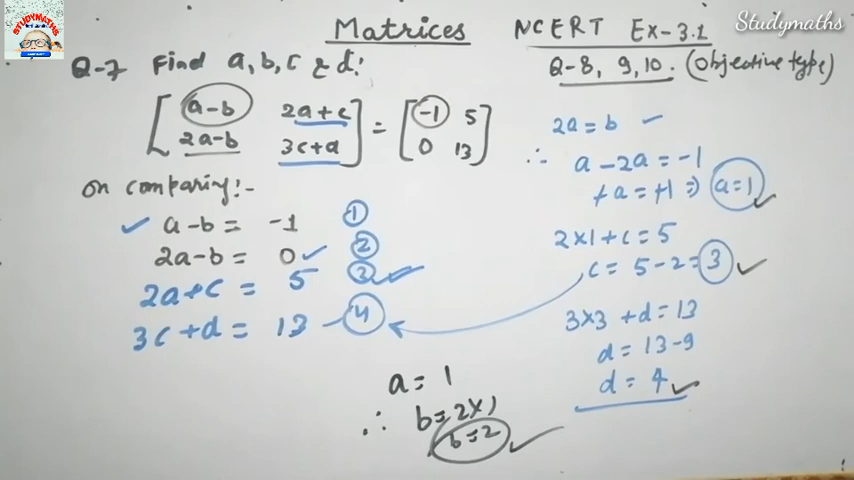 STUDYMATHS
Studymaths
Matrices NCERT Ex-3.1
Q-7 Find a, b, c & d!
Q-8, 9, 10. (Objective type)
[a-b 2a+c] = [-1 5]
[2a-b 3c+d] [0 13]
on comparing:-
a-b = -1 ①
2a-b = 0 ②
2a+c = 5 ③
3c+d = 13 - ④
2a=b
∴ a-2a=-1
+a=+1 ⇒ a=1
2×1+c=5
c=5-2=3
3×3+d=13
d=13-9
d=4
a=1
∴ b=2×1
b=2